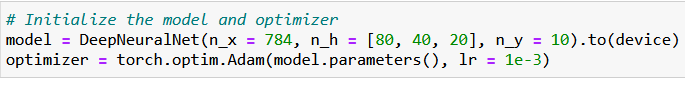 # Initialize the model and optimizer
model = DeepNeuralNet(n_x = 784, n_h = [80, 40, 20], n_y = 10).to(device)
optimizer = torch.optim.Adam(model.parameters(), lr = 1e-3)